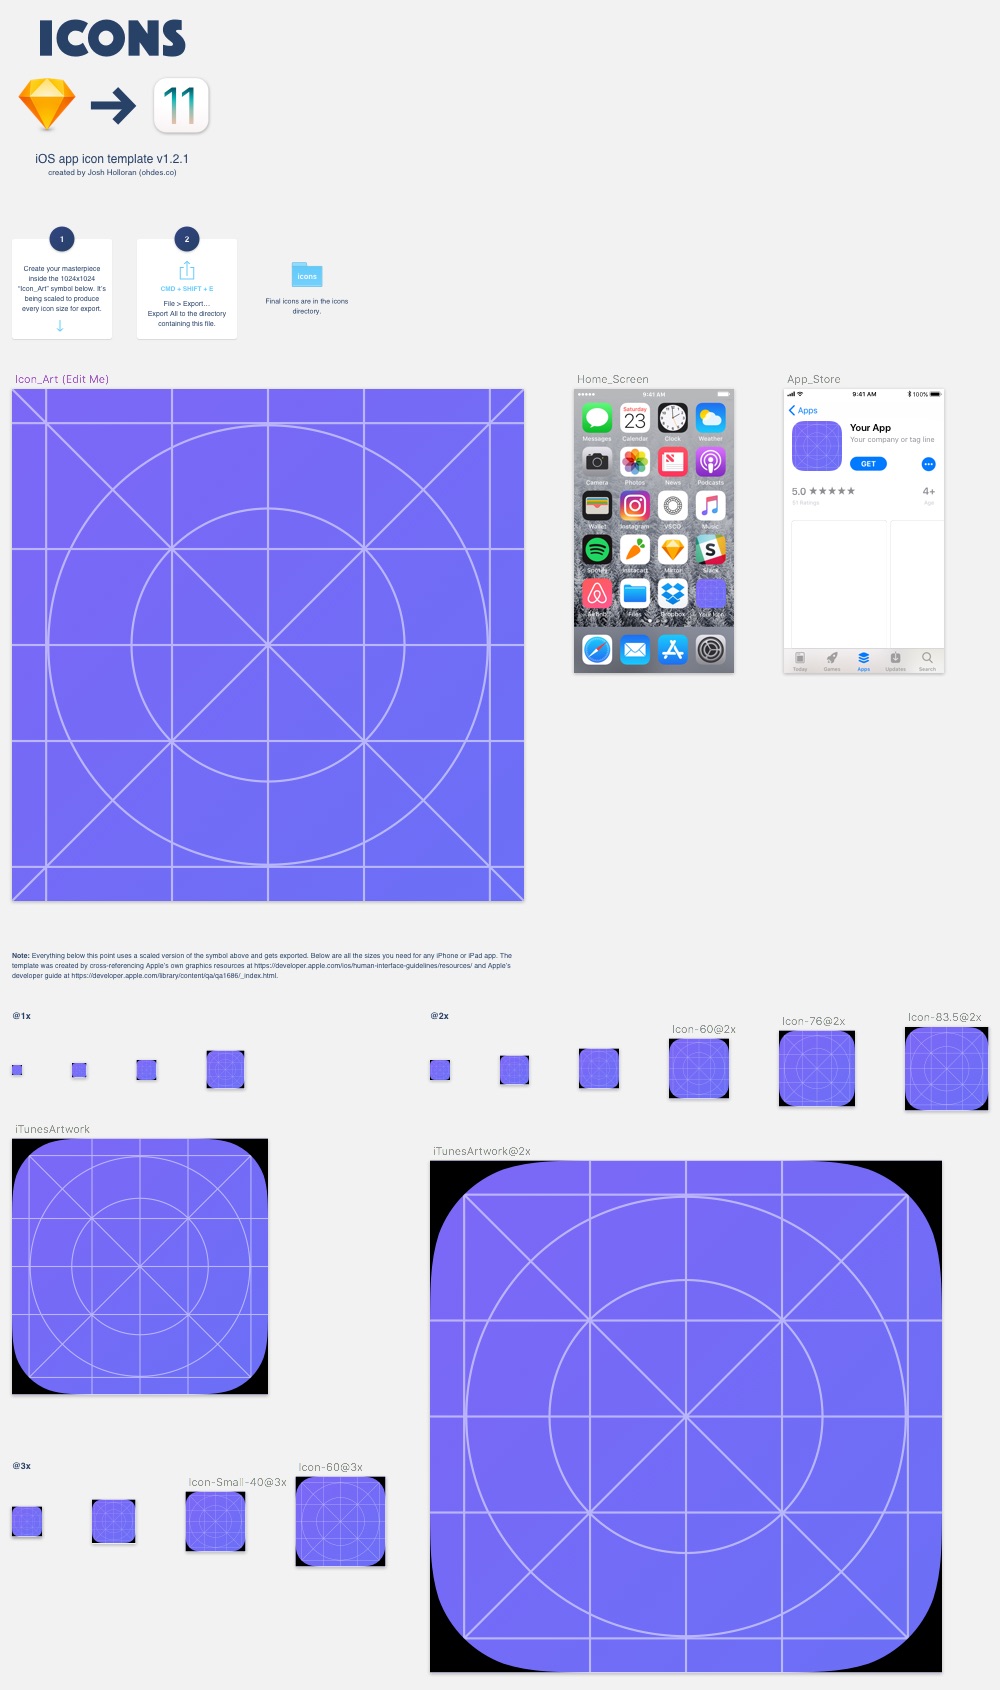 ICONS
11
iOS app icon template v1.2.1
created by Josh Holloran (ohdes.co)
1
Create your masterpiece
inside the 1024x1024
"Icon_Art" symbol below. It's
being scaled to produce
every icon size for export.
2
CMD + SHIFT + E
File > Export...
Export All to the directory
containing this file.
icons
Final icons are in the icons
directory.
Icon_Art (Edit Me)
Home_Screen
9:41 AM
Saturday
23
Messages Calendar Clock Weather
Camera Photos News Podcasts
Wallet Instagram VSCO Music
S
Spotify Instacart Mirror Slack
Airbnb Files Dropbox Your Icon
App_Store
9:41 AM 100%
Apps
Your App
Your company or tag line
GET
5.0 ★★★★★ 4+
51 Ratings Age
Today Games Apps Updates Search
Note: Everything below this point uses a scaled version of the symbol above and gets exported. Below are all the sizes you need for any iPhone or iPad app. The
template was created by cross-referencing Apple's own graphics resources at https://developer.apple.com/ios/human-interface-guidelines/resources/ and Apple's
developer guide at https://developer.apple.com/library/content/qa/qa1686/_index.html.
@1x
@2x
Icon-60@2x
Icon-76@2x
Icon-83.5@2x
iTunesArtwork
iTunesArtwork@2x
@3x
Icon-Small-40@3x
Icon-60@3x